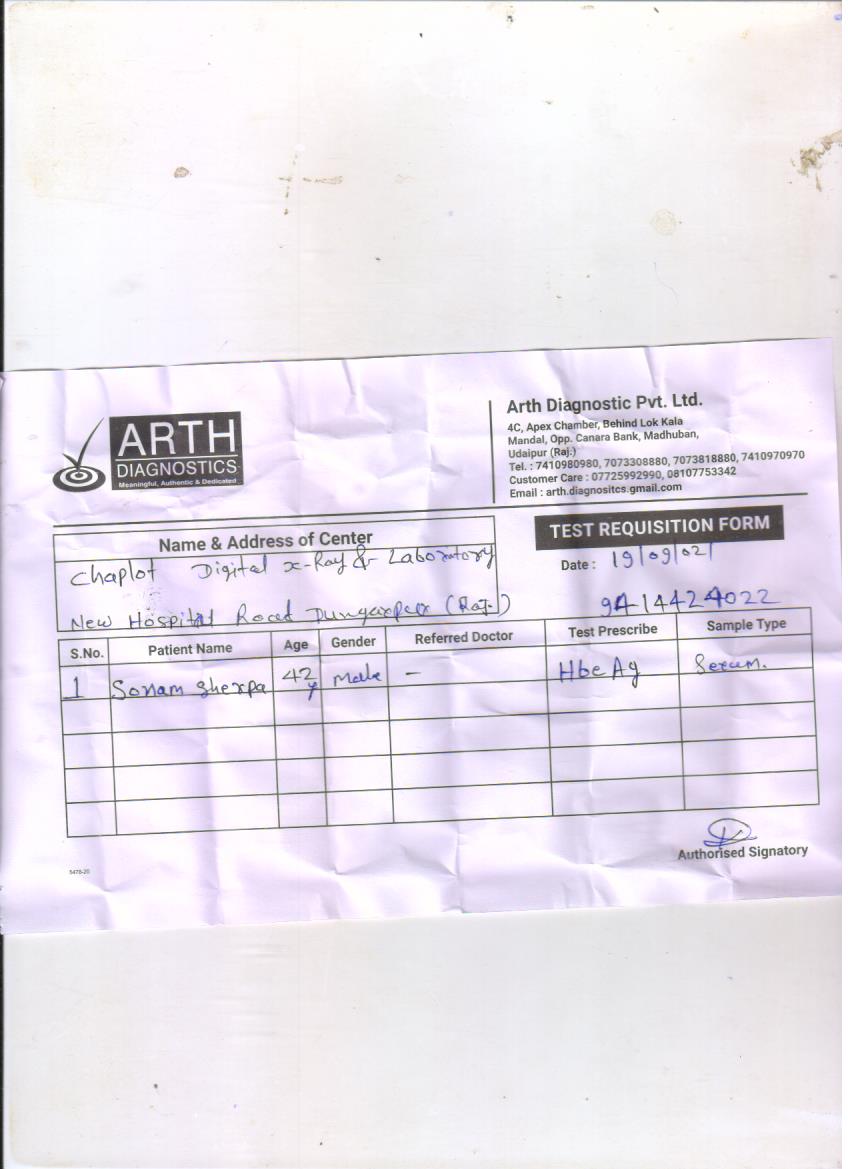 ARTH
DIAGNOSTICS
Meaningful, Authentic & Dedicated
Arth Diagnostic Pvt. Ltd.
4C, Apex Chamber, Behind Lok Kala
Mandal, Opp. Canara Bank, Madhuban,
Udaipur (Raj.)
Tel. : 7410980980, 7073308880, 7073818880, 7410970970
Customer Care : 07725992990, 08107753342
Email : arth.diagnositcs.gmail.com
Name & Address of Center
Chaplot Digital x-Ray & Laboratory
New Hospital Road Dungarpur (Raj.)
TEST REQUISITION FORM
Date : 19/09/02/
9414424022
S.No. Patient Name Age Gender Referred Doctor Test Prescribe Sample Type
1 Sonam Sherpa 42 y Male - Hbe Ag Serum.
Authorised Signatory
5478-20